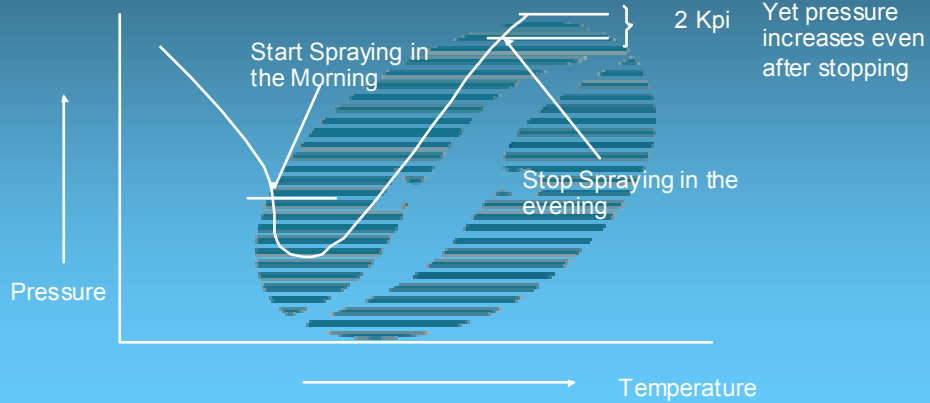 2 Kpi
Yet pressure
increases even
after stopping
Start Spraying in
the Morning
Stop Spraying in the
evening
Pressure
Temperature